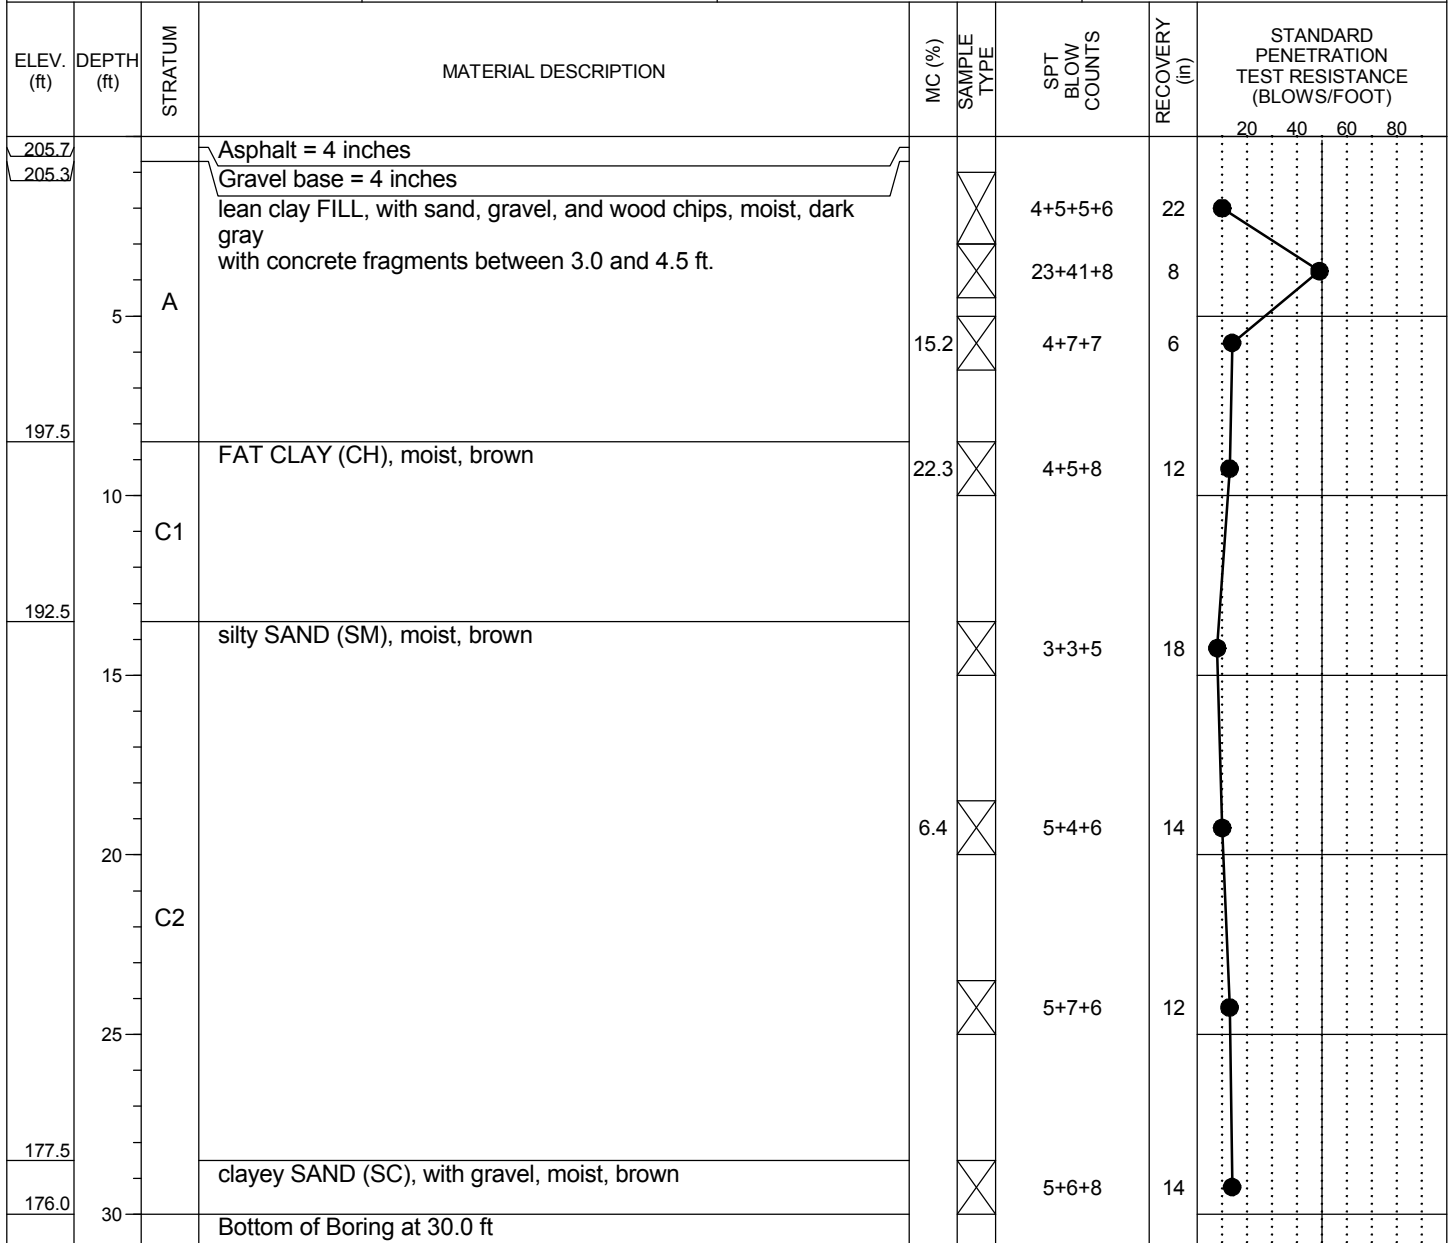 ELEV. (ft)
DEPTH (ft)
STRATUM
MATERIAL DESCRIPTION
MC (%)
SAMPLE TYPE
SPT BLOW COUNTS
RECOVERY (in)
STANDARD
PENETRATION
TEST RESISTANCE
(BLOWS/FOOT)
20 40 60 80
205.7 Asphalt = 4 inches
205.3 Gravel base = 4 inches
lean clay FILL, with sand, gravel, and wood chips, moist, dark 4+5+5+6 22
gray
with concrete fragments between 3.0 and 4.5 ft. 23+41+8 8
A
5
15.2 4+7+7 6
197.5
FAT CLAY (CH), moist, brown 22.3 4+5+8 12
10
C1
192.5
silty SAND (SM), moist, brown 3+3+5 18
15
6.4 5+4+6 14
20
C2
5+7+6 12
25
177.5
clayey SAND (SC), with gravel, moist, brown 5+6+8 14
176.0
30
Bottom of Boring at 30.0 ft